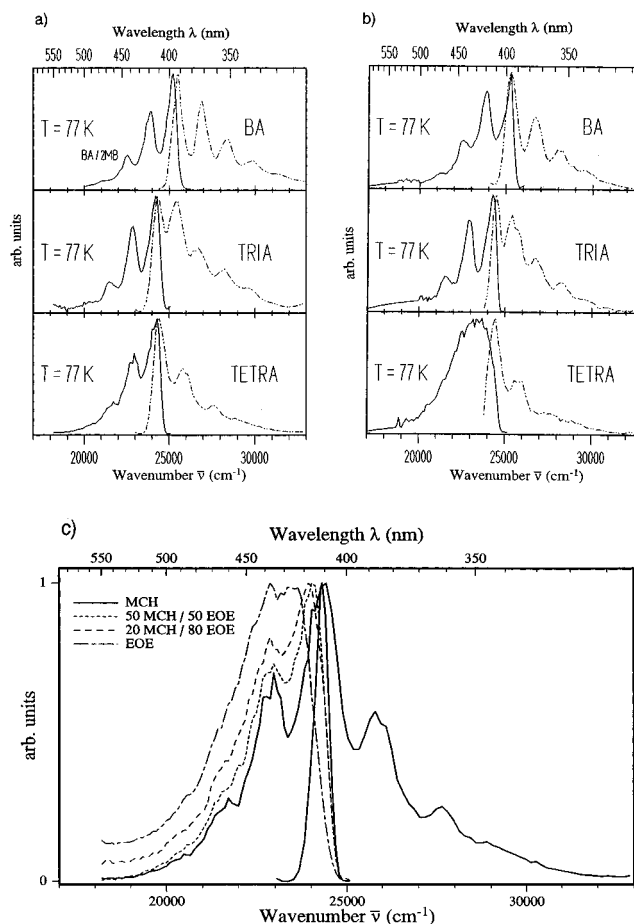 a)
Wavelength λ (nm)
550 500 450 400 350
T = 77 K
BA / 2MB
BA
T = 77 K
TRIA
T = 77 K
TETRA
arb. units
20000 25000 30000
Wavenumber ν̅ (cm⁻¹)
b)
Wavelength λ (nm)
550 500 450 400 350
T = 77 K
BA
T = 77 K
TRIA
T = 77 K
TETRA
arb. units
20000 25000 30000
Wavenumber ν̅ (cm⁻¹)
c)
Wavelength λ (nm)
550 500 450 400 350
1
MCH
50 MCH / 50 EOE
20 MCH / 80 EOE
EOE
arb. units
0
20000 25000 30000
Wavenumber ν̅ (cm⁻¹)